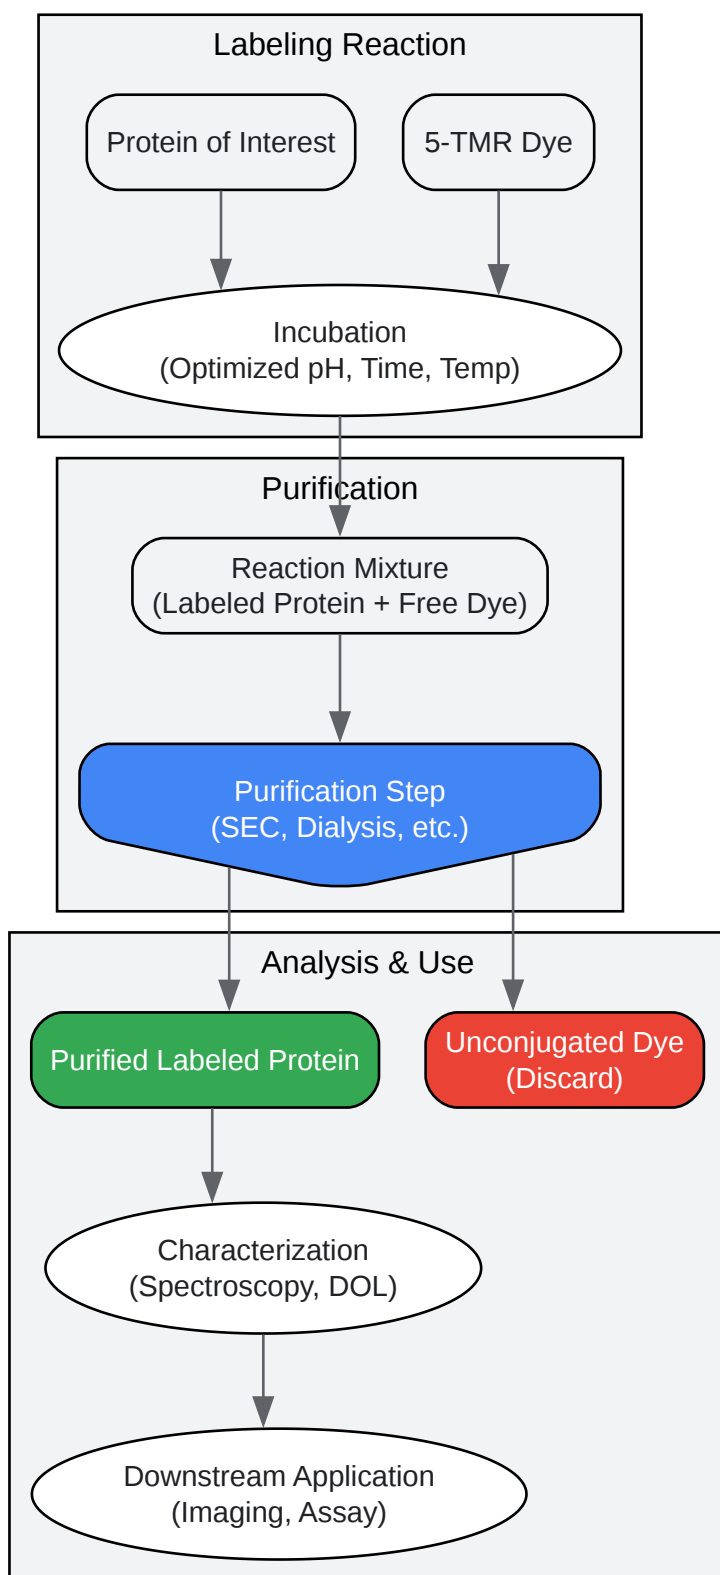 Labeling Reaction
Protein of Interest
5-TMR Dye
Incubation
(Optimized pH, Time, Temp)
Purification
Reaction Mixture
(Labeled Protein + Free Dye)
Purification Step
(SEC, Dialysis, etc.)
Analysis & Use
Purified Labeled Protein
Unconjugated Dye
(Discard)
Characterization
(Spectroscopy, DOL)
Downstream Application
(Imaging, Assay)